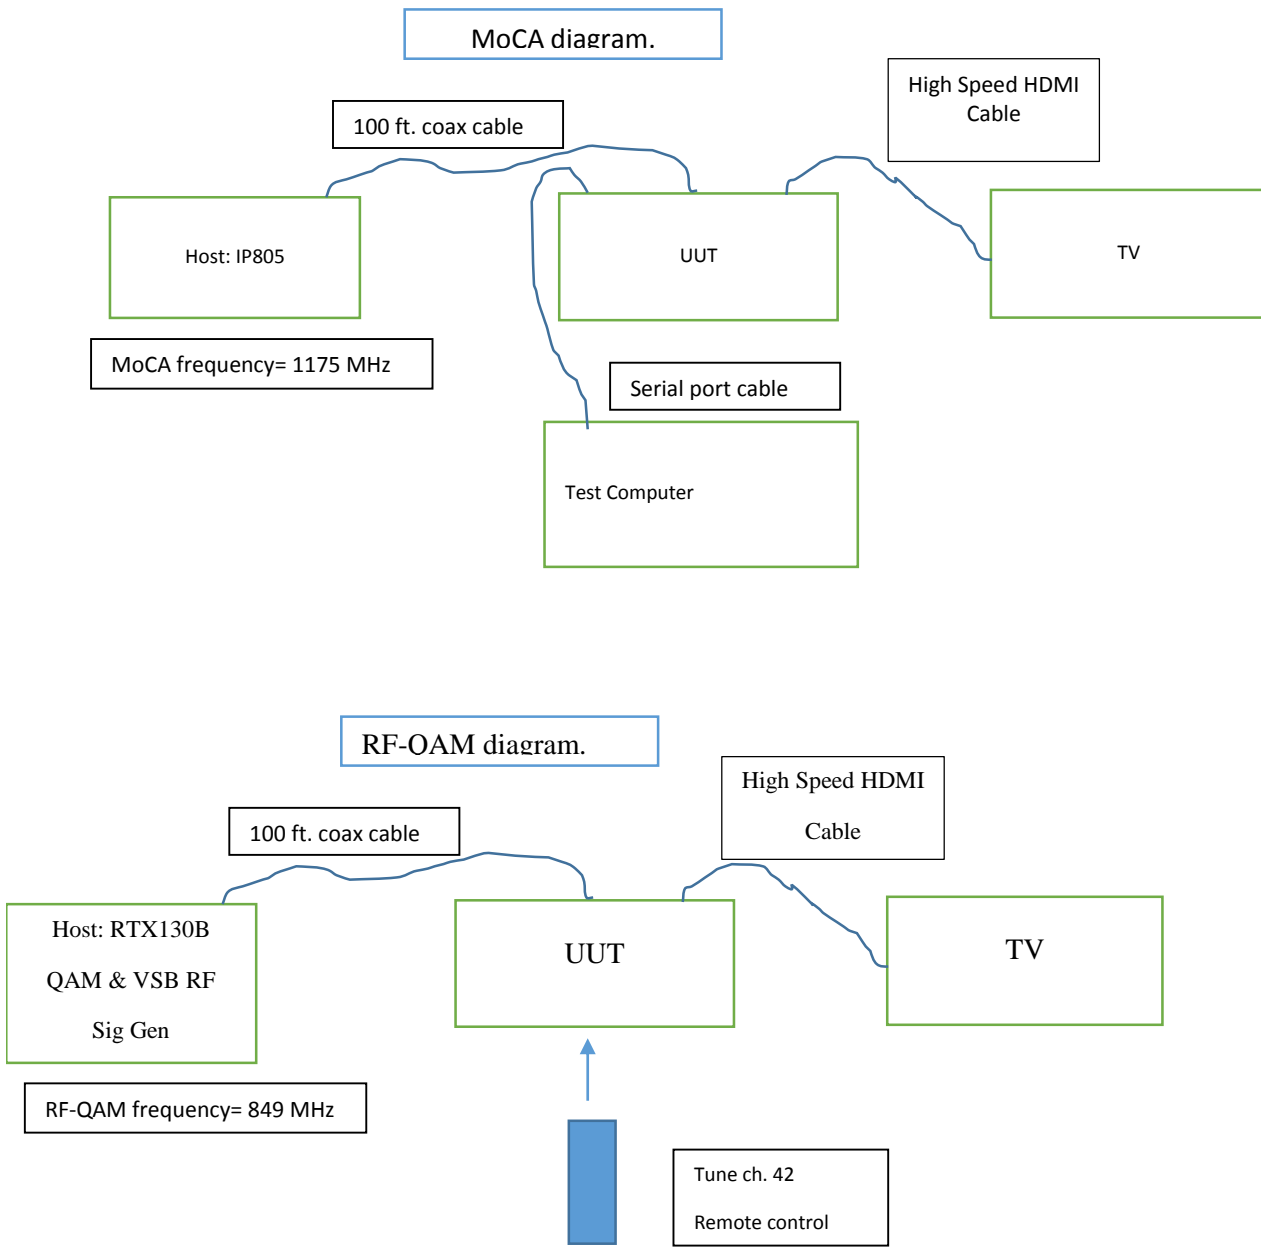 MoCA diagram.
High Speed HDMI
Cable
100 ft. coax cable
Host: IP805
UUT
TV
MoCA frequency= 1175 MHz
Serial port cable
Test Computer
RF-QAM diagram.
High Speed HDMI
Cable
100 ft. coax cable
Host: RTX130B
QAM & VSB RF
Sig Gen
UUT
TV
RF-QAM frequency= 849 MHz
Tune ch. 42
Remote control